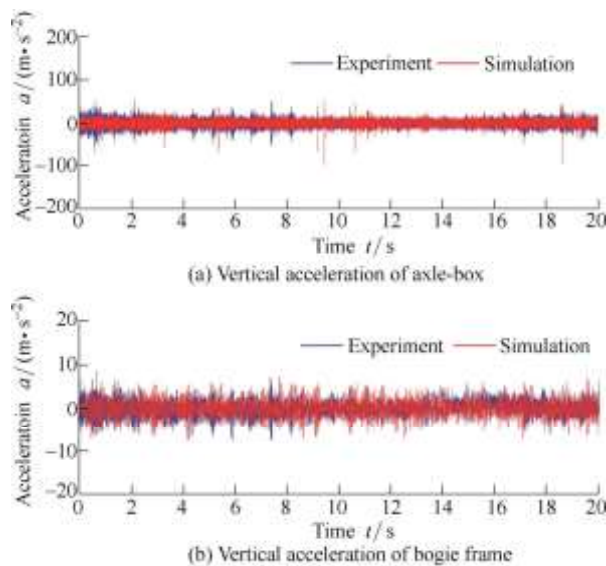 200
Experiment Simulation
100
0
−100
−200
0 2 4 6 8 10 12 14 16 18 20
Acceleratoin a / (m• s−2)
Time t / s
(a) Vertical acceleration of axle-box
20
Experiment Simulation
10
0
−10
−20
0 2 4 6 8 10 12 14 16 18 20
Acceleratoin a / (m• s−2)
Time t / s
(b) Vertical acceleration of bogie frame